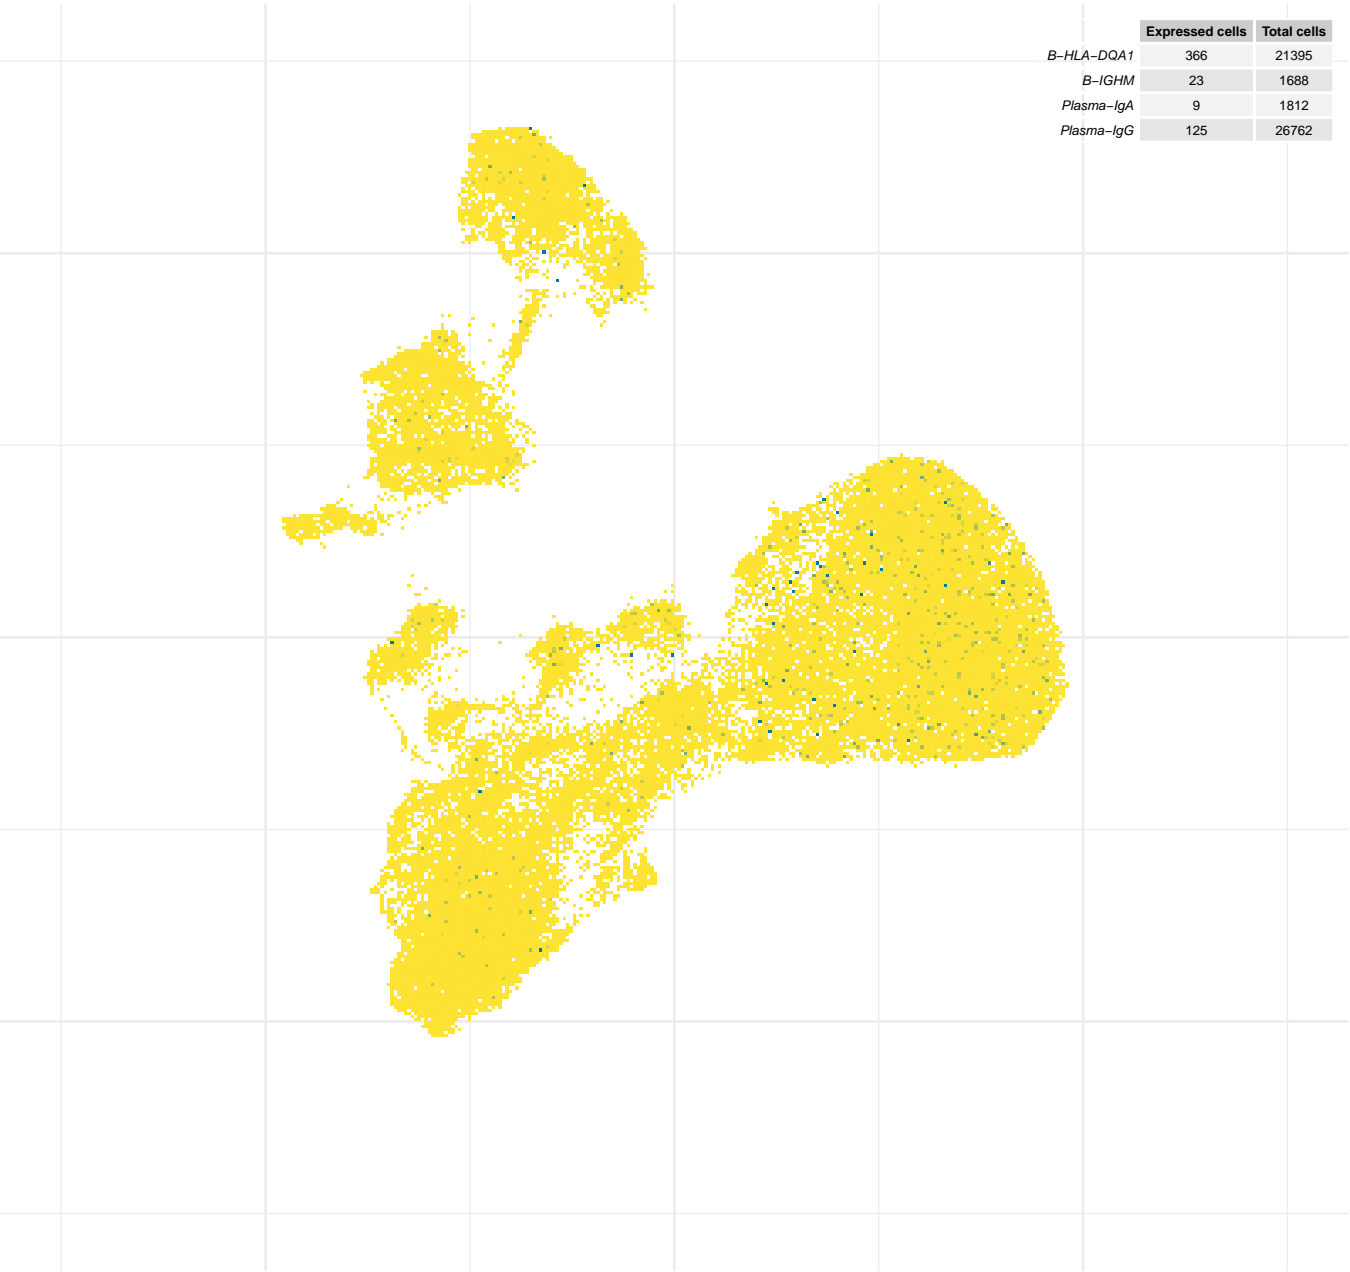 Expressed cells Total cells
B−HLA−DQA1 366 21395
B−IGHM 23 1688
Plasma−IgA 9 1812
Plasma−IgG 125 26762